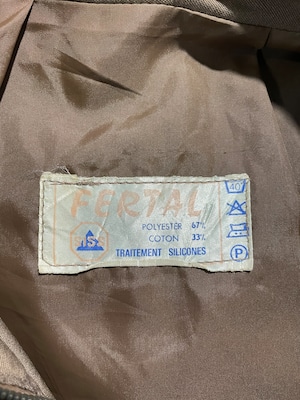 FERTAL
40
POLYESTER 67%
COTON 33%
TRAITEMENT SILICONES
P